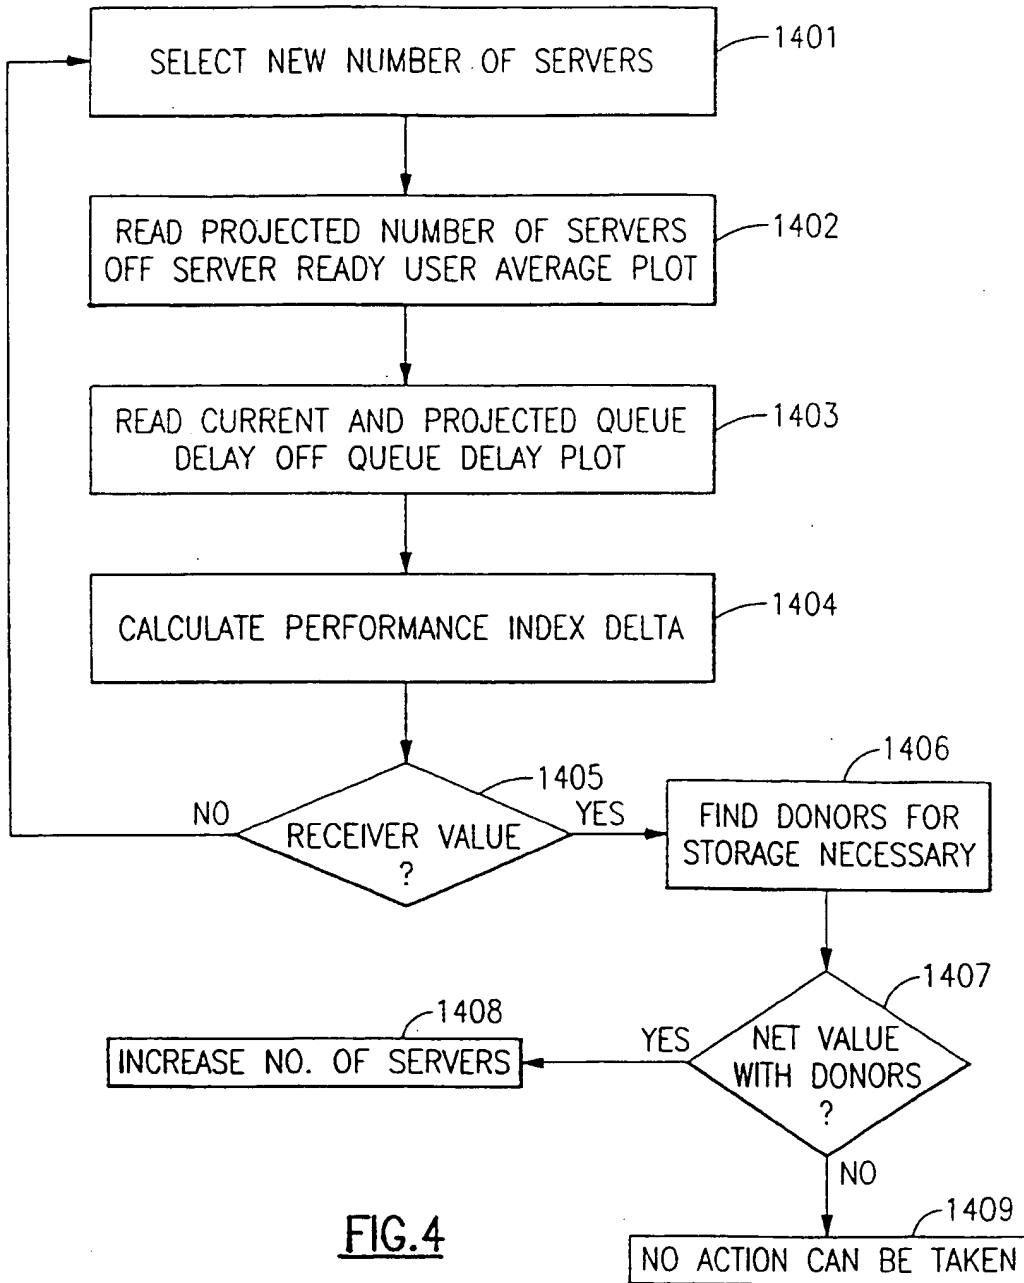 SELECT NEW NUMBER OF SERVERS
1401
READ PROJECTED NUMBER OF SERVERS
OFF SERVER READY USER AVERAGE PLOT
1402
READ CURRENT AND PROJECTED QUEUE
DELAY OFF QUEUE DELAY PLOT
1403
CALCULATE PERFORMANCE INDEX DELTA
1404
1405
NO
RECEIVER VALUE
?
YES
1406
FIND DONORS FOR
STORAGE NECESSARY
1407
NET VALUE
WITH DONORS
?
YES
1408
INCREASE NO. OF SERVERS
NO
1409
NO ACTION CAN BE TAKEN
FIG.4